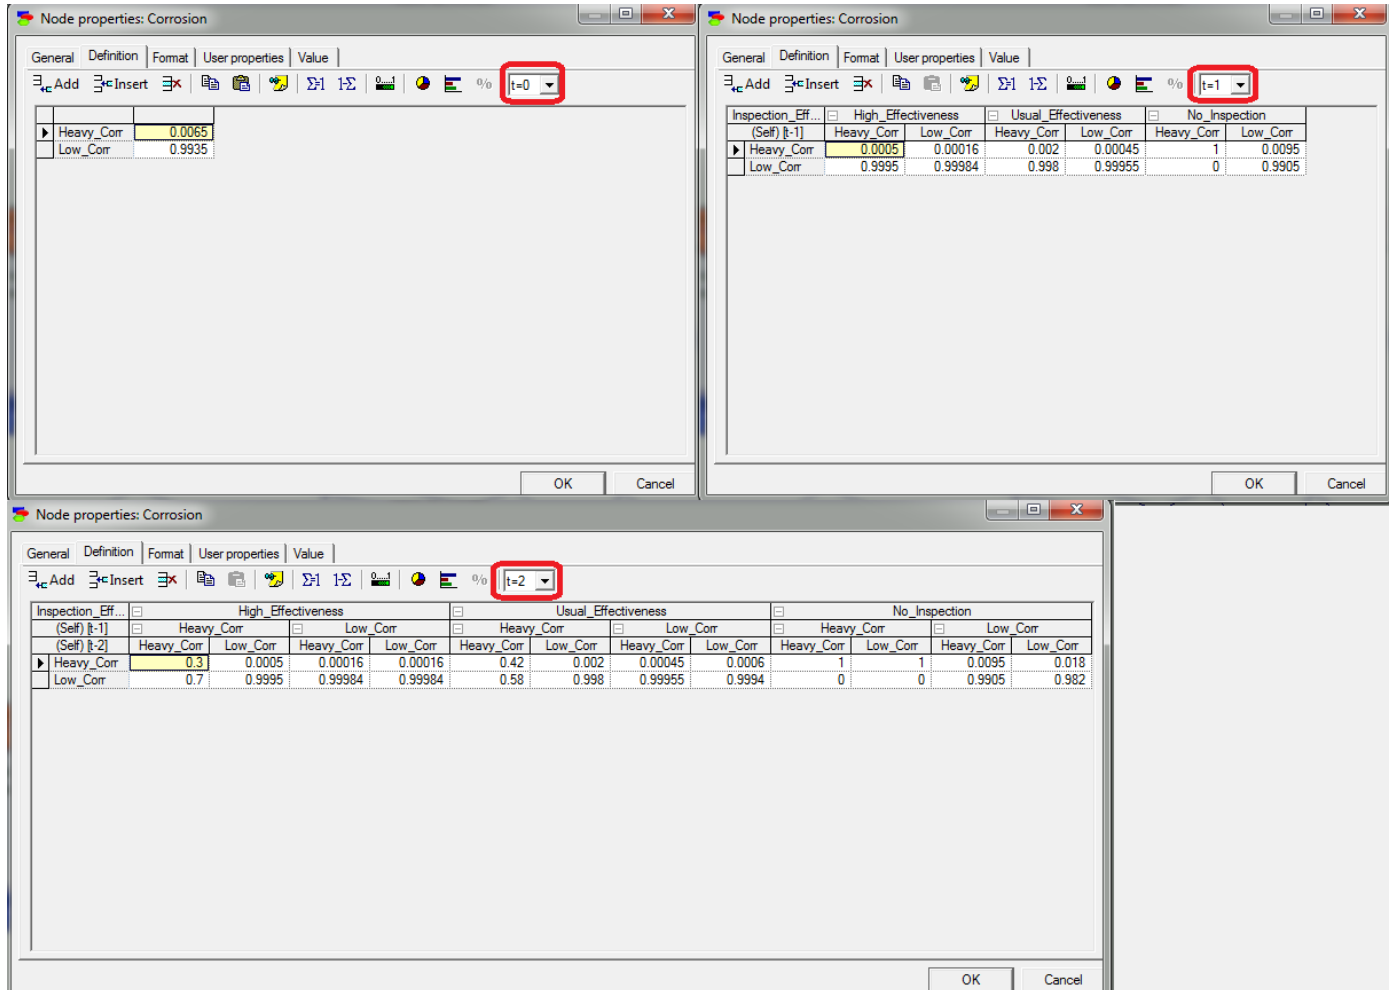 Node properties: Corrosion
General Definition Format User properties Value
Add Insert Σ=1 1-Σ % t=0
Heavy_Corr 0.0065
Low_Corr 0.9935
OK Cancel
Node properties: Corrosion
General Definition Format User properties Value
Add Insert Σ=1 1-Σ % t=1
Inspection_Eff... High_Effectiveness Usual_Effectiveness No_Inspection
(Self) [t-1] Heavy_Corr Low_Corr Heavy_Corr Low_Corr Heavy_Corr Low_Corr
Heavy_Corr 0.0005 0.00016 0.002 0.00045 1 0.0095
Low_Corr 0.9995 0.99984 0.998 0.99955 0 0.9905
OK Cancel
Node properties: Corrosion
General Definition Format User properties Value
Add Insert Σ=1 1-Σ % t=2
Inspection_Eff... High_Effectiveness Usual_Effectiveness No_Inspection
(Self) [t-1] Heavy_Corr Low_Corr Heavy_Corr Low_Corr Heavy_Corr Low_Corr
(Self) [t-2] Heavy_Corr Low_Corr Heavy_Corr Low_Corr Heavy_Corr Low_Corr Heavy_Corr Low_Corr Heavy_Corr Low_Corr Heavy_Corr Low_Corr
Heavy_Corr 0.3 0.0005 0.00016 0.00016 0.42 0.002 0.00045 0.0006 1 1 0.0095 0.018
Low_Corr 0.7 0.9995 0.99984 0.99984 0.58 0.998 0.99955 0.9994 0 0 0.9905 0.982
OK Cancel